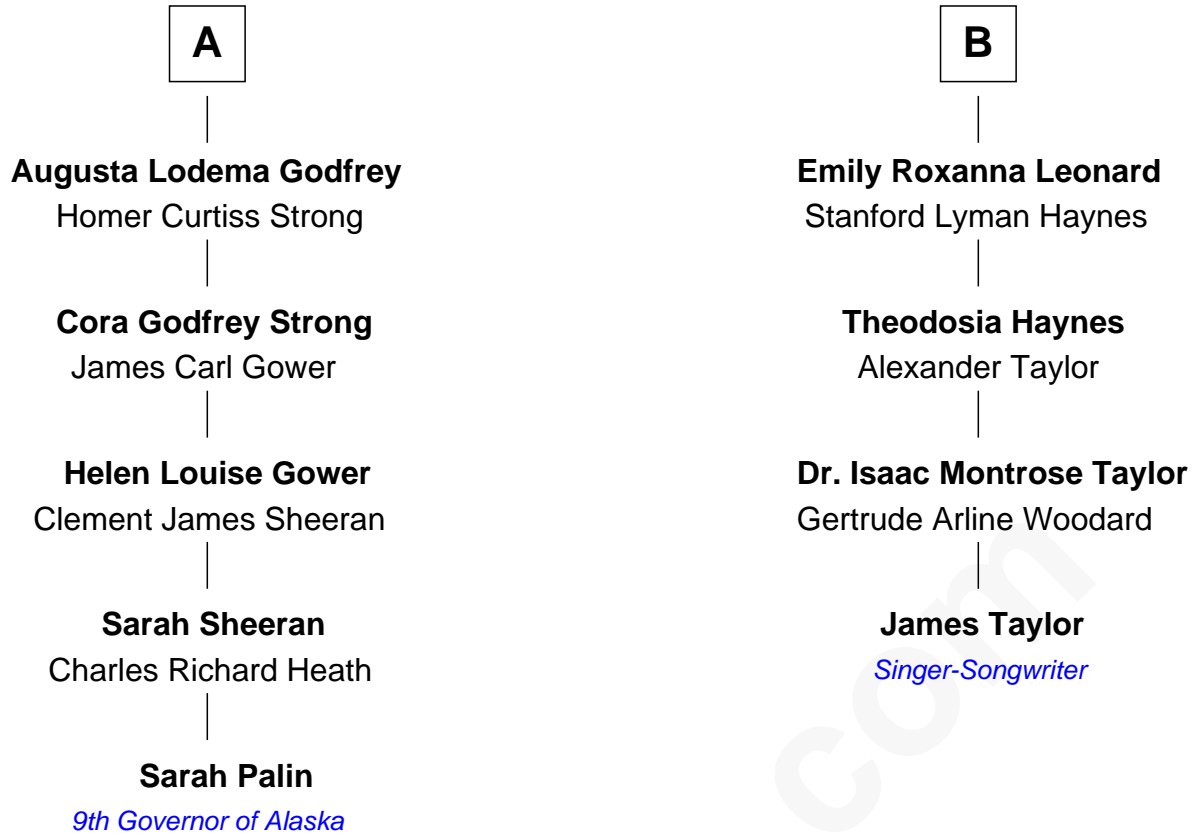 A
Augusta Lodema Godfrey
Homer Curtiss Strong
Cora Godfrey Strong
James Carl Gower
Helen Louise Gower
Clement James Sheeran
Sarah Sheeran
Charles Richard Heath
Sarah Palin
9th Governor of Alaska
B
Emily Roxanna Leonard
Stanford Lyman Haynes
Theodosia Haynes
Alexander Taylor
Dr. Isaac Montrose Taylor
Gertrude Arline Woodard
James Taylor
Singer-Songwriter
com